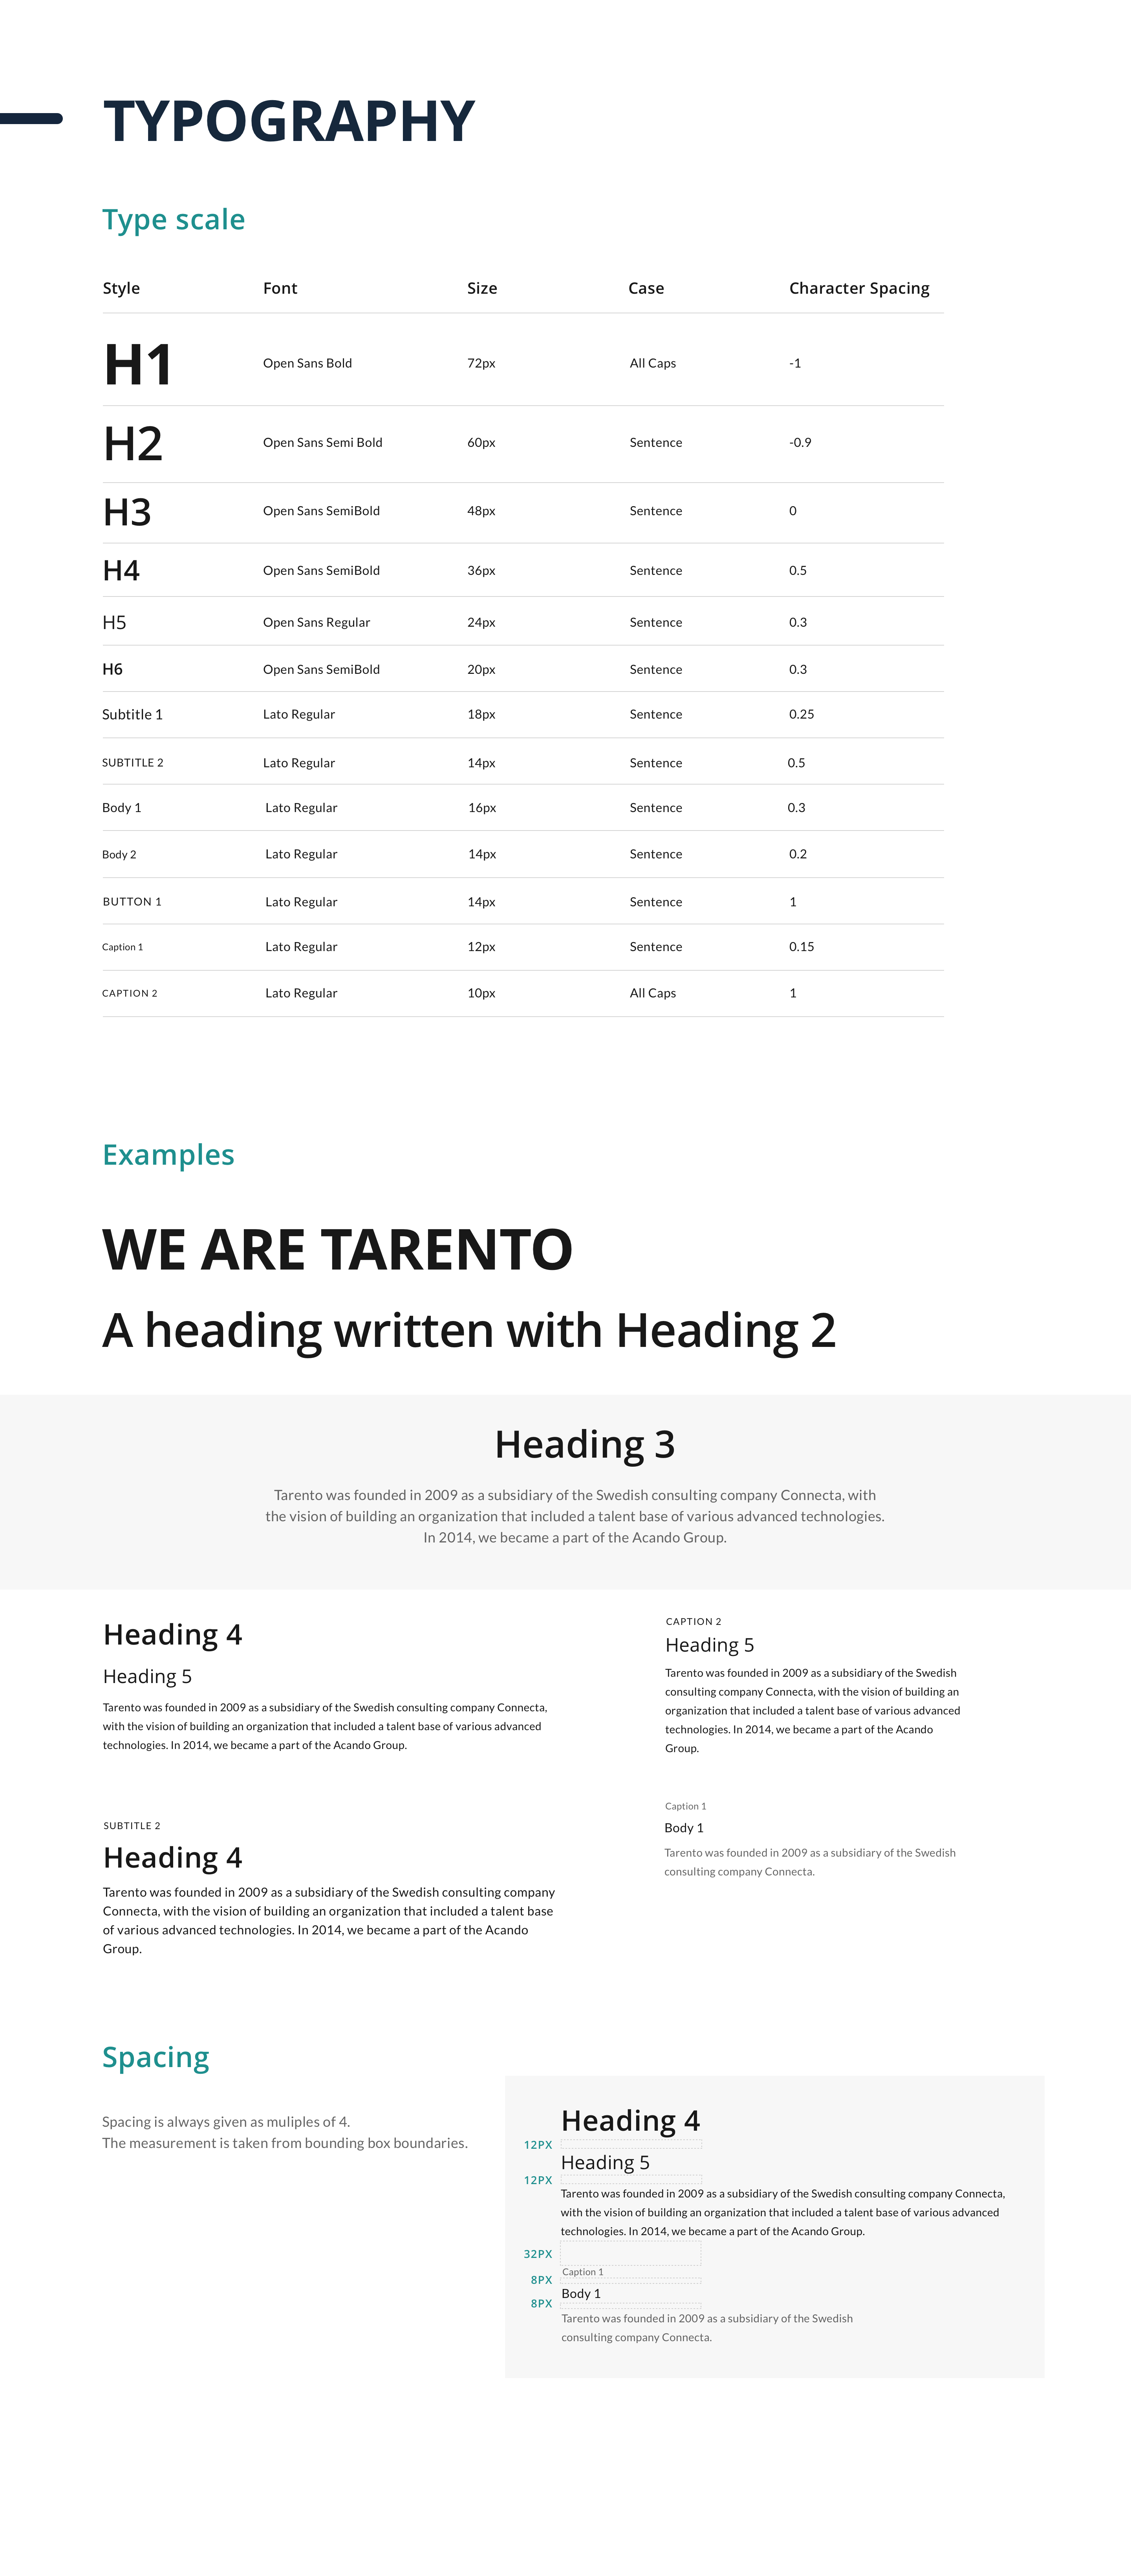 TYPOGRAPHY
Type scale
Style Font Size Case Character Spacing
H1 Open Sans Bold 72px All Caps -1
H2 Open Sans Semi Bold 60px Sentence -0.9
H3 Open Sans SemiBold 48px Sentence 0
H4 Open Sans SemiBold 36px Sentence 0.5
H5 Open Sans Regular 24px Sentence 0.3
H6 Open Sans SemiBold 20px Sentence 0.3
Subtitle 1 Lato Regular 18px Sentence 0.25
SUBTITLE 2 Lato Regular 14px Sentence 0.5
Body 1 Lato Regular 16px Sentence 0.3
Body 2 Lato Regular 14px Sentence 0.2
BUTTON 1 Lato Regular 14px Sentence 1
Caption 1 Lato Regular 12px Sentence 0.15
CAPTION 2 Lato Regular 10px All Caps 1
Examples
WE ARE TARENTO
A heading written with Heading 2
Heading 3
Tarento was founded in 2009 as a subsidiary of the Swedish consulting company Connecta, with
the vision of building an organization that included a talent base of various advanced technologies.
In 2014, we became a part of the Acando Group.
Heading 4
Heading 5
Tarento was founded in 2009 as a subsidiary of the Swedish consulting company Connecta,
with the vision of building an organization that included a talent base of various advanced
technologies. In 2014, we became a part of the Acando Group.
SUBTITLE 2
Heading 4
Tarento was founded in 2009 as a subsidiary of the Swedish consulting company
Connecta, with the vision of building an organization that included a talent base
of various advanced technologies. In 2014, we became a part of the Acando
Group.
CAPTION 2
Heading 5
Tarento was founded in 2009 as a subsidiary of the Swedish
consulting company Connecta, with the vision of building an
organization that included a talent base of various advanced
technologies. In 2014, we became a part of the Acando
Group.
Caption 1
Body 1
Tarento was founded in 2009 as a subsidiary of the Swedish
consulting company Connecta.
Spacing
Spacing is always given as muliples of 4.
The measurement is taken from bounding box boundaries.
Heading 4
12PX
Heading 5
12PX
Tarento was founded in 2009 as a subsidiary of the Swedish consulting company Connecta,
with the vision of building an organization that included a talent base of various advanced
technologies. In 2014, we became a part of the Acando Group.
32PX
Caption 1
8PX
Body 1
8PX
Tarento was founded in 2009 as a subsidiary of the Swedish
consulting company Connecta.